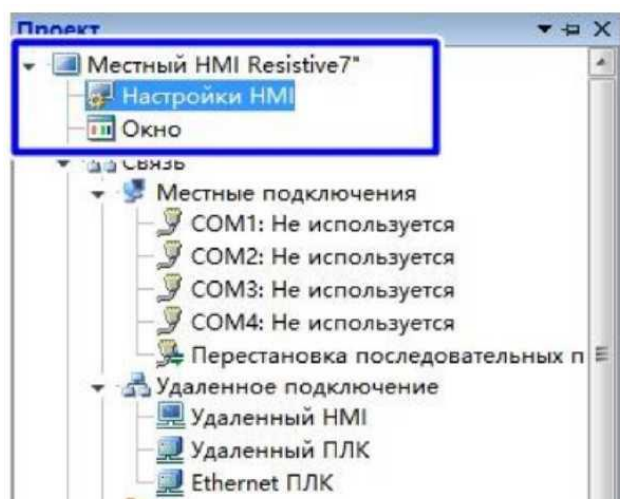 Проект
Местный HMI Resistive7"
Настройки HMI
Окно
Связь
Местные подключения
COM1: Не используется
COM2: Не используется
COM3: Не используется
COM4: Не используется
Перестановка последовательных п
Удаленное подключение
Удаленный HMI
Удаленный ПЛК
Ethernet ПЛК